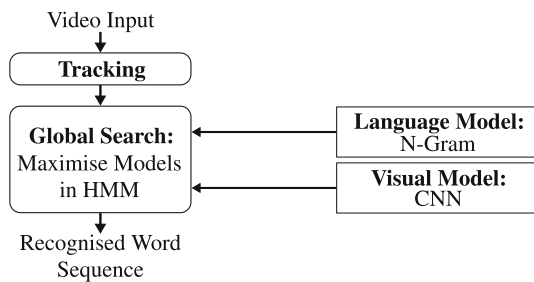 Video Input
Tracking
Global Search:
Maximise Models
in HMM
Language Model:
N-Gram
Visual Model:
CNN
Recognised Word
Sequence